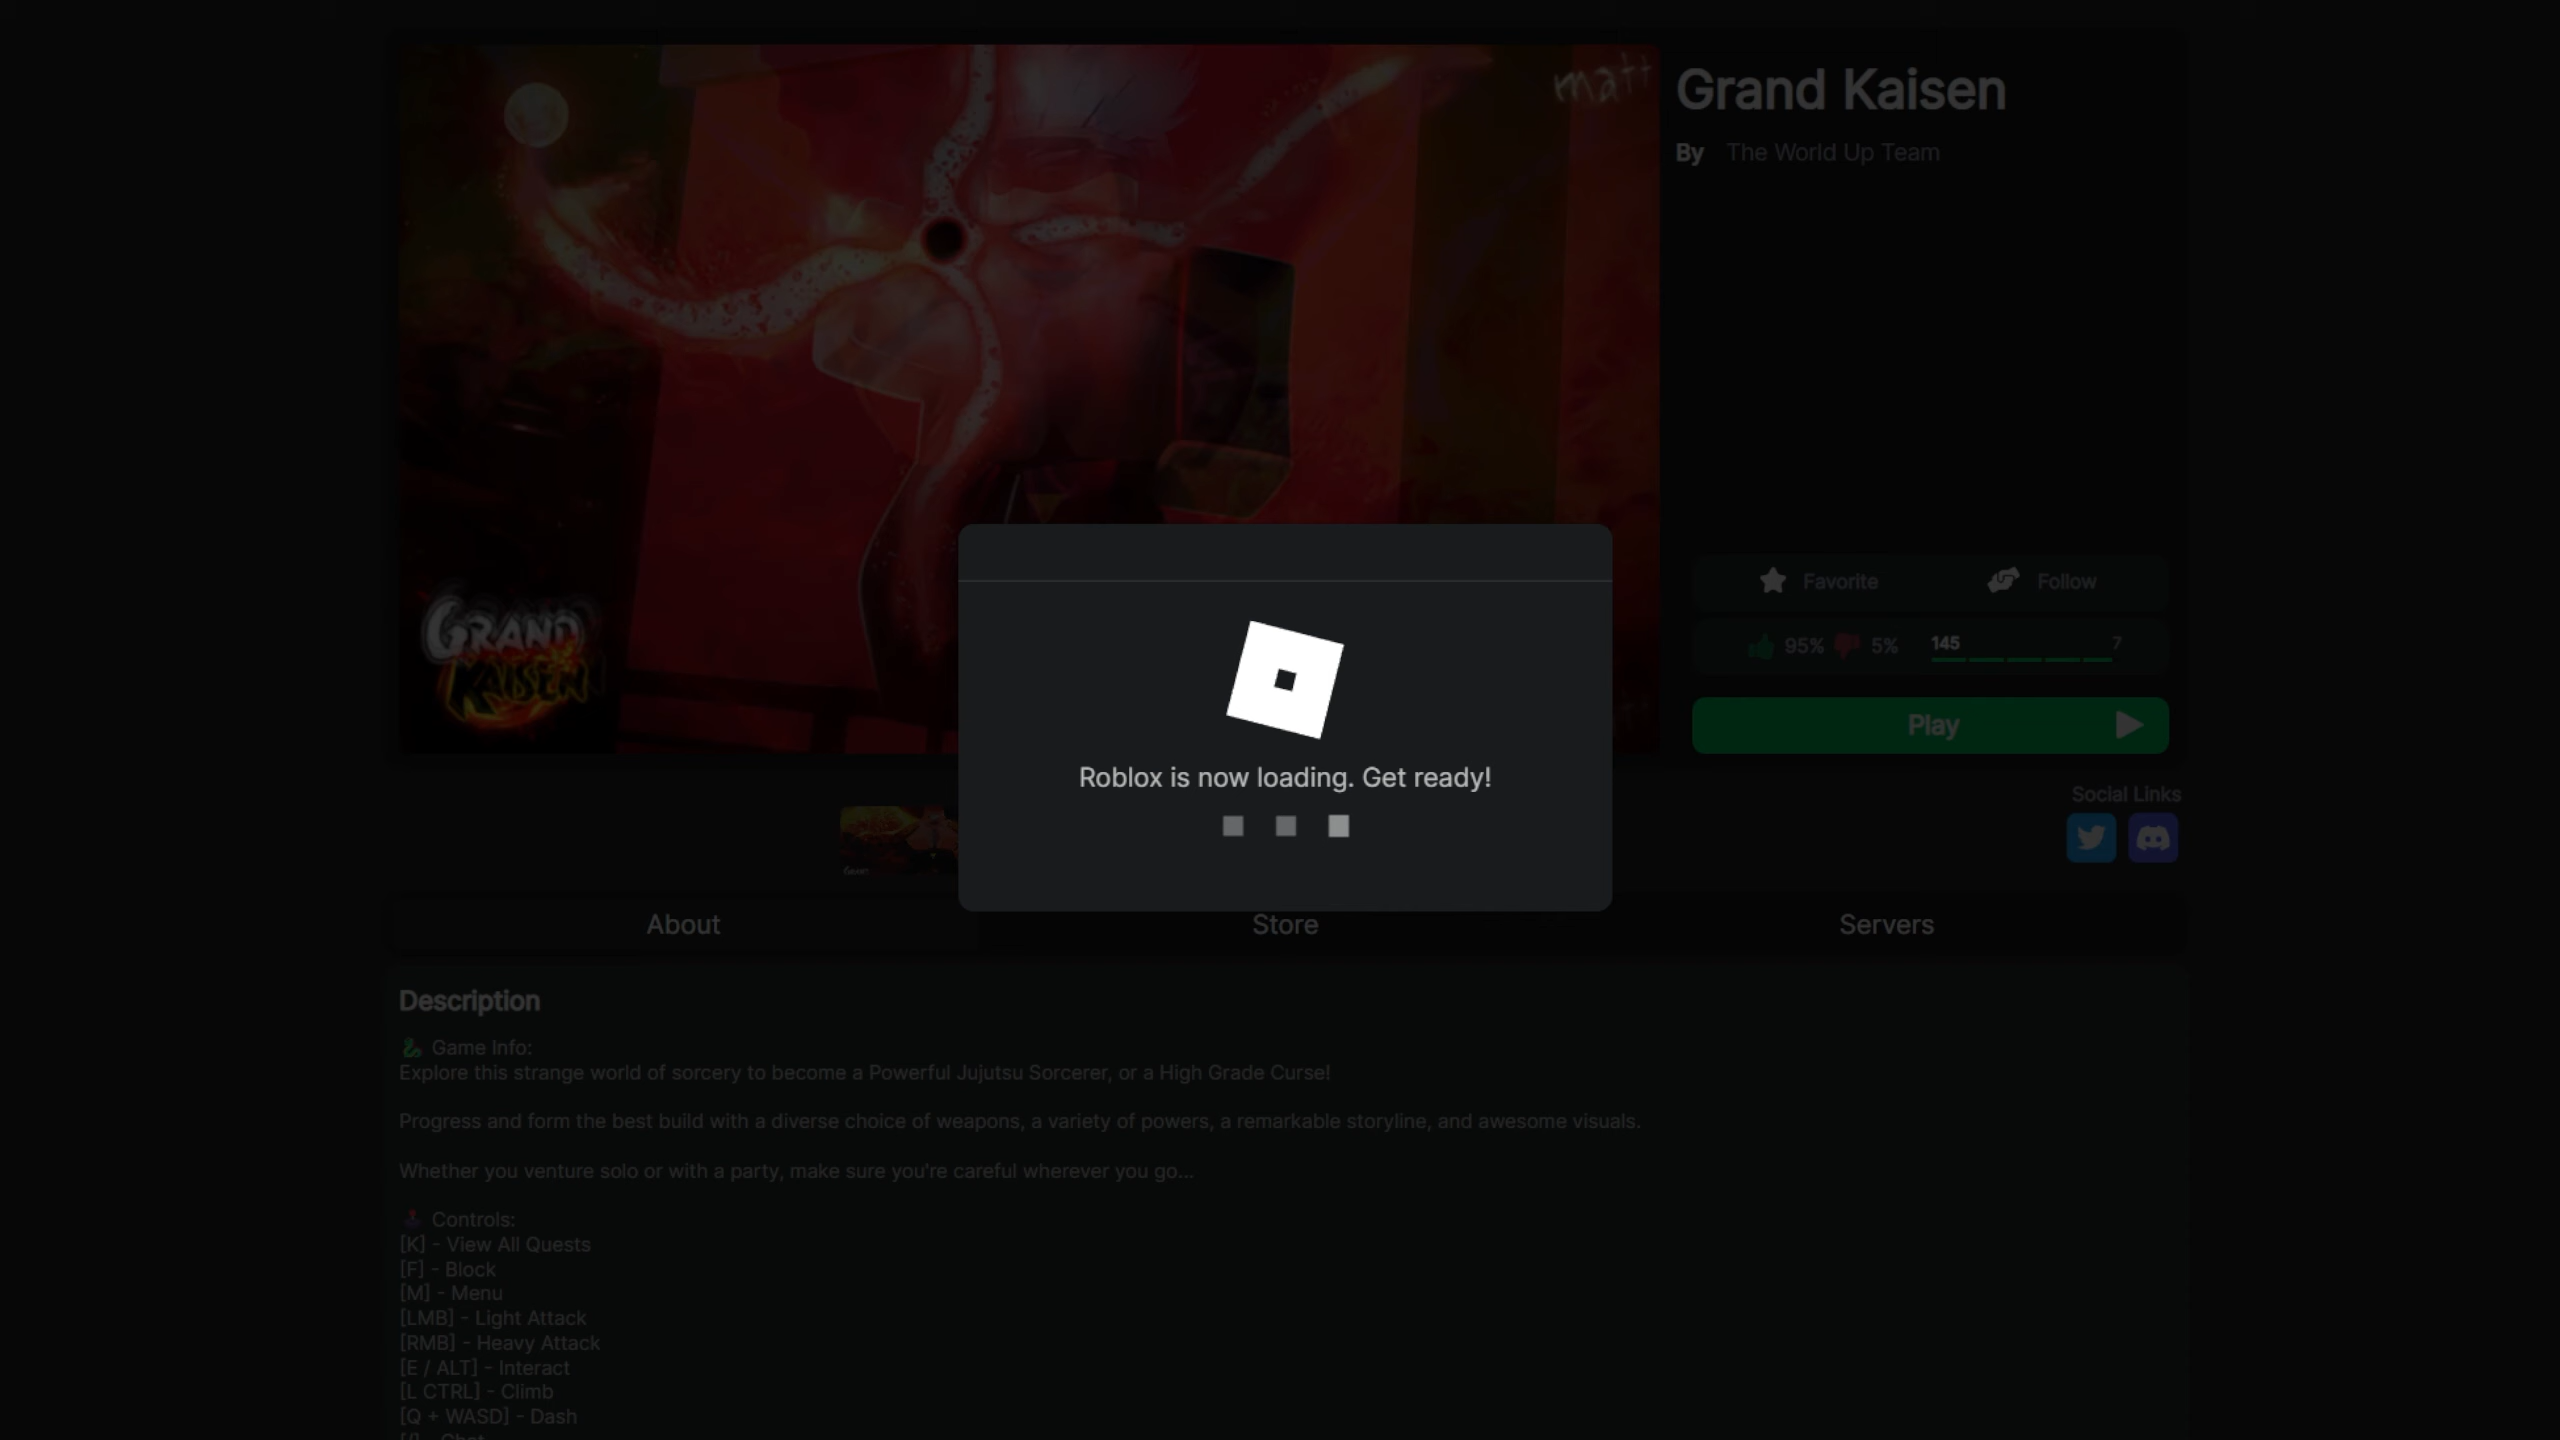 matt
Grand Kaisen
By The World Up Team
GRAND
KAISEN
Favorite
Follow
95%
5%
145
7
Play
Roblox is now loading. Get ready!
Social Links
About
Store
Servers
Description
Game Info:
Explore this strange world of sorcery to become a Powerful Jujutsu Sorcerer, or a High Grade Curse!
Progress and form the best build with a diverse choice of weapons, a variety of powers, a remarkable storyline, and awesome visuals.
Whether you venture solo or with a party, make sure you're careful wherever you go...
Controls:
[K] - View All Quests
[F] - Block
[M] - Menu
[LMB] - Light Attack
[RMB] - Heavy Attack
[E / ALT] - Interact
[L CTRL] - Climb
[Q + WASD] - Dash
[/] - Chat